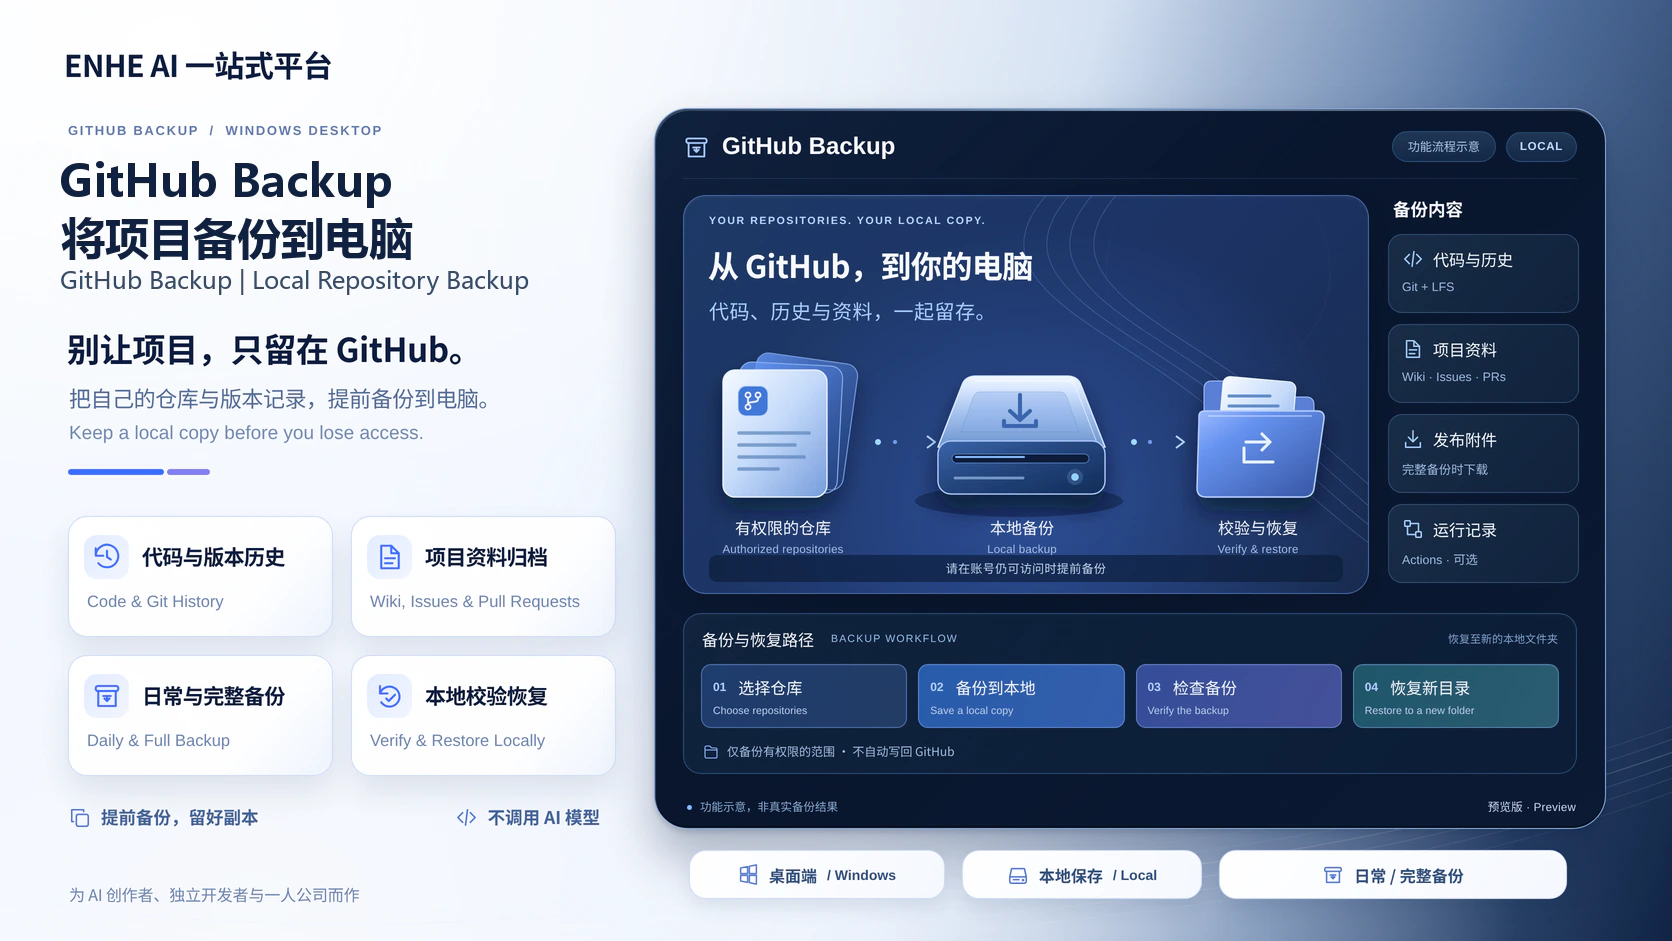 ENHE AI 一站式平台
GITHUB BACKUP / WINDOWS DESKTOP
GitHub Backup
将项目备份到电脑
GitHub Backup | Local Repository Backup
别让项目，只留在 GitHub。
把自己的仓库与版本记录，提前备份到电脑。
Keep a local copy before you lose access.
代码与版本历史
Code & Git History
项目资料归档
Wiki, Issues & Pull Requests
日常与完整备份
Daily & Full Backup
本地校验恢复
Verify & Restore Locally
提前备份，留好副本
不调用 AI 模型
为 AI 创作者、独立开发者与一人公司而作
GitHub Backup
功能流程示意
LOCAL
YOUR REPOSITORIES. YOUR LOCAL COPY.
从 GitHub，到你的电脑
代码、历史与资料，一起留存。
有权限的仓库
Authorized repositories
本地备份
Local backup
校验与恢复
Verify & restore
请在账号仍可访问时提前备份
备份内容
代码与历史
Git + LFS
项目资料
Wiki · Issues · PRs
发布附件
完整备份时下载
运行记录
Actions · 可选
备份与恢复路径
BACKUP WORKFLOW
恢复至新的本地文件夹
01 选择仓库
Choose repositories
02 备份到本地
Save a local copy
03 检查备份
Verify the backup
04 恢复新目录
Restore to a new folder
仅备份有权限的范围 · 不自动写回 GitHub
功能示意，非真实备份结果
预览版 · Preview
桌面端 / Windows
本地保存 / Local
日常 / 完整备份